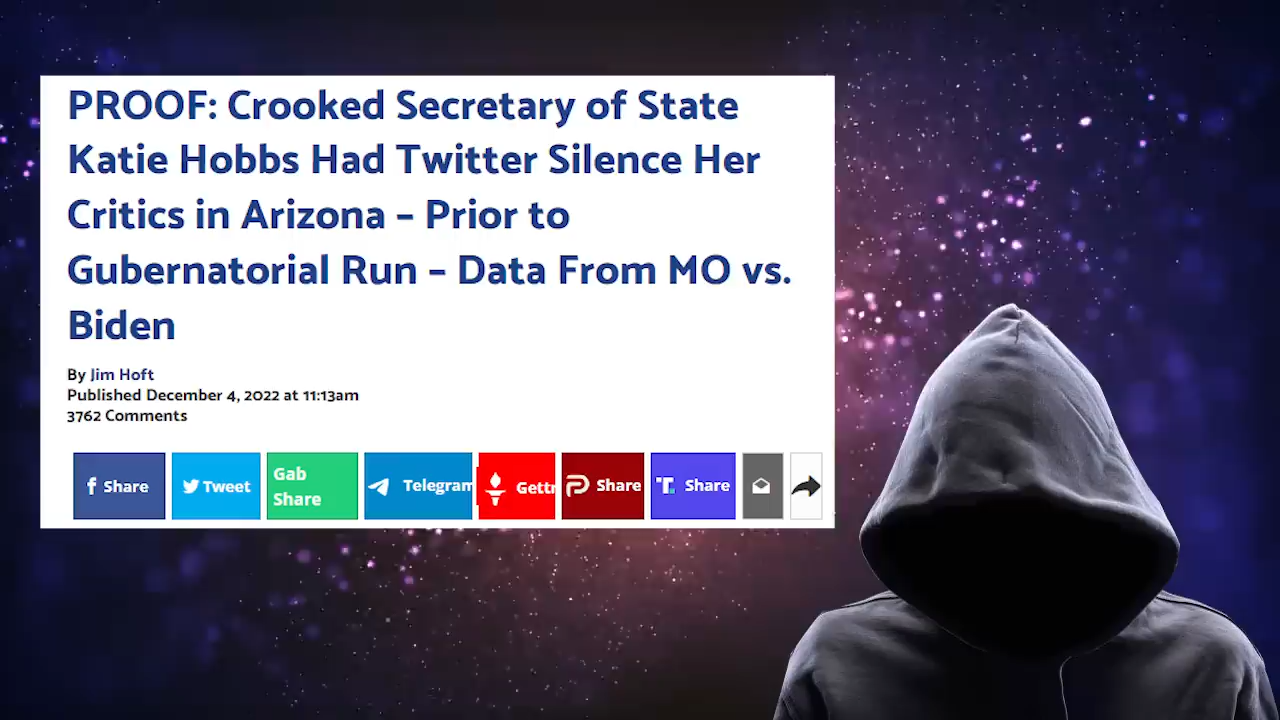 PROOF: Crooked Secretary of State
Katie Hobbs Had Twitter Silence Her
Critics in Arizona – Prior to
Gubernatorial Run – Data From MO vs.
Biden
By Jim Hoft
Published December 4, 2022 at 11:13am
3762 Comments
f Share
Tweet
Gab
Share
Telegram
Gettr
Share
Share